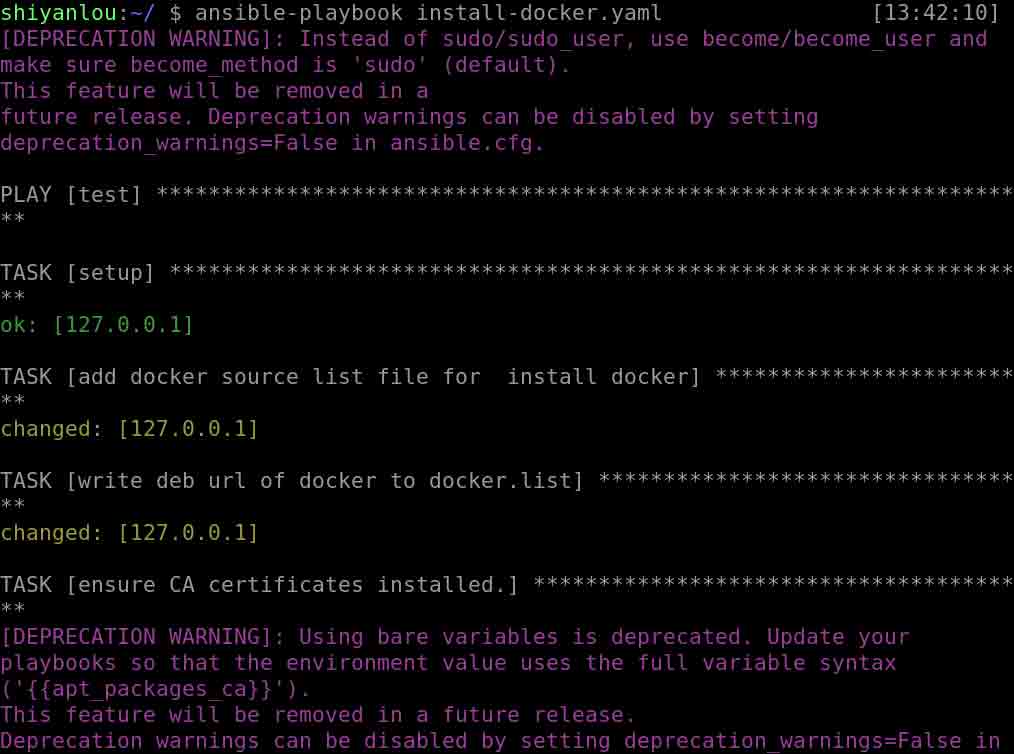 shiyanlou:~/ $ ansible-playbook install-docker.yaml [13:42:10]
[DEPRECATION WARNING]: Instead of sudo/sudo_user, use become/become_user and
make sure become_method is 'sudo' (default).
This feature will be removed in a
future release. Deprecation warnings can be disabled by setting
deprecation_warnings=False in ansible.cfg.
PLAY [test] ******************************************************************
**
TASK [setup] *****************************************************************
**
ok: [127.0.0.1]
TASK [add docker source list file for  install docker] ***********************
**
changed: [127.0.0.1]
TASK [write deb url of docker to docker.list] ********************************
**
changed: [127.0.0.1]
TASK [ensure CA certificates installed.] *************************************
**
[DEPRECATION WARNING]: Using bare variables is deprecated. Update your
playbooks so that the environment value uses the full variable syntax
('{{apt_packages_ca}}').
This feature will be removed in a future release.
Deprecation warnings can be disabled by setting deprecation_warnings=False in